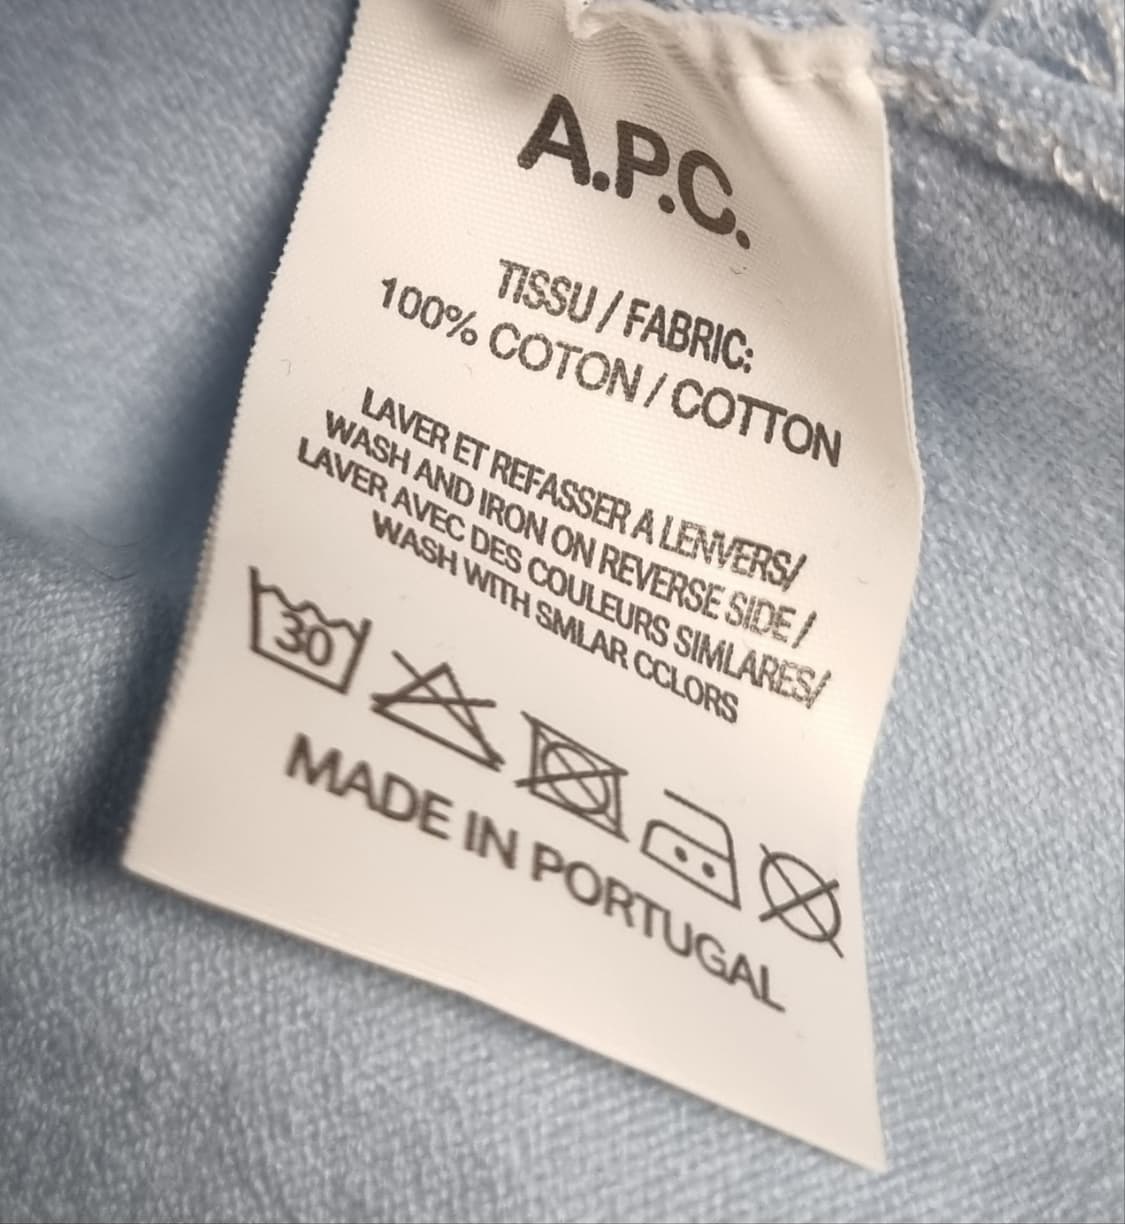 A.P.C.
TISSU / FABRIC:
100% COTON / COTTON
LAVER ET REFASSER A LENVERS/
WASH AND IRON ON REVERSE SIDE /
LAVER AVEC DES COULEURS SIMLARES/
WASH WITH SMLAR CCLORS
30
MADE IN PORTUGAL